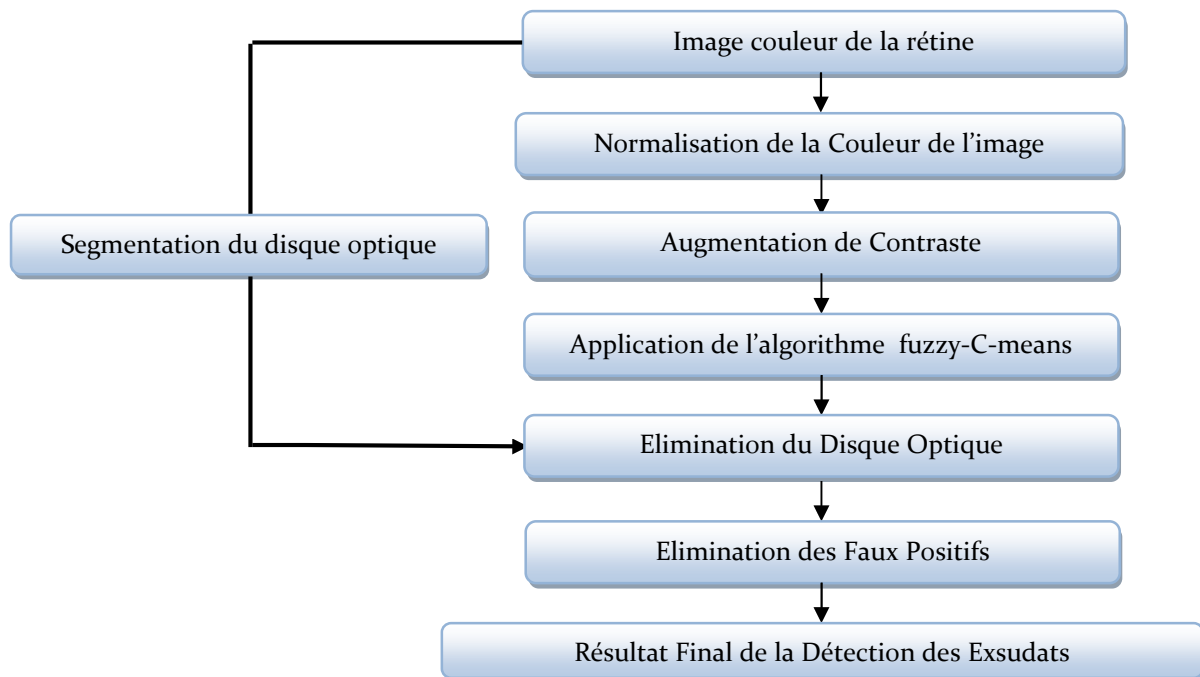 Image couleur de la rétine
Normalisation de la Couleur de l’image
Segmentation du disque optique
Augmentation de Contraste
Application de l’algorithme fuzzy-C-means
Elimination du Disque Optique
Elimination des Faux Positifs
Résultat Final de la Détection des Exsudats